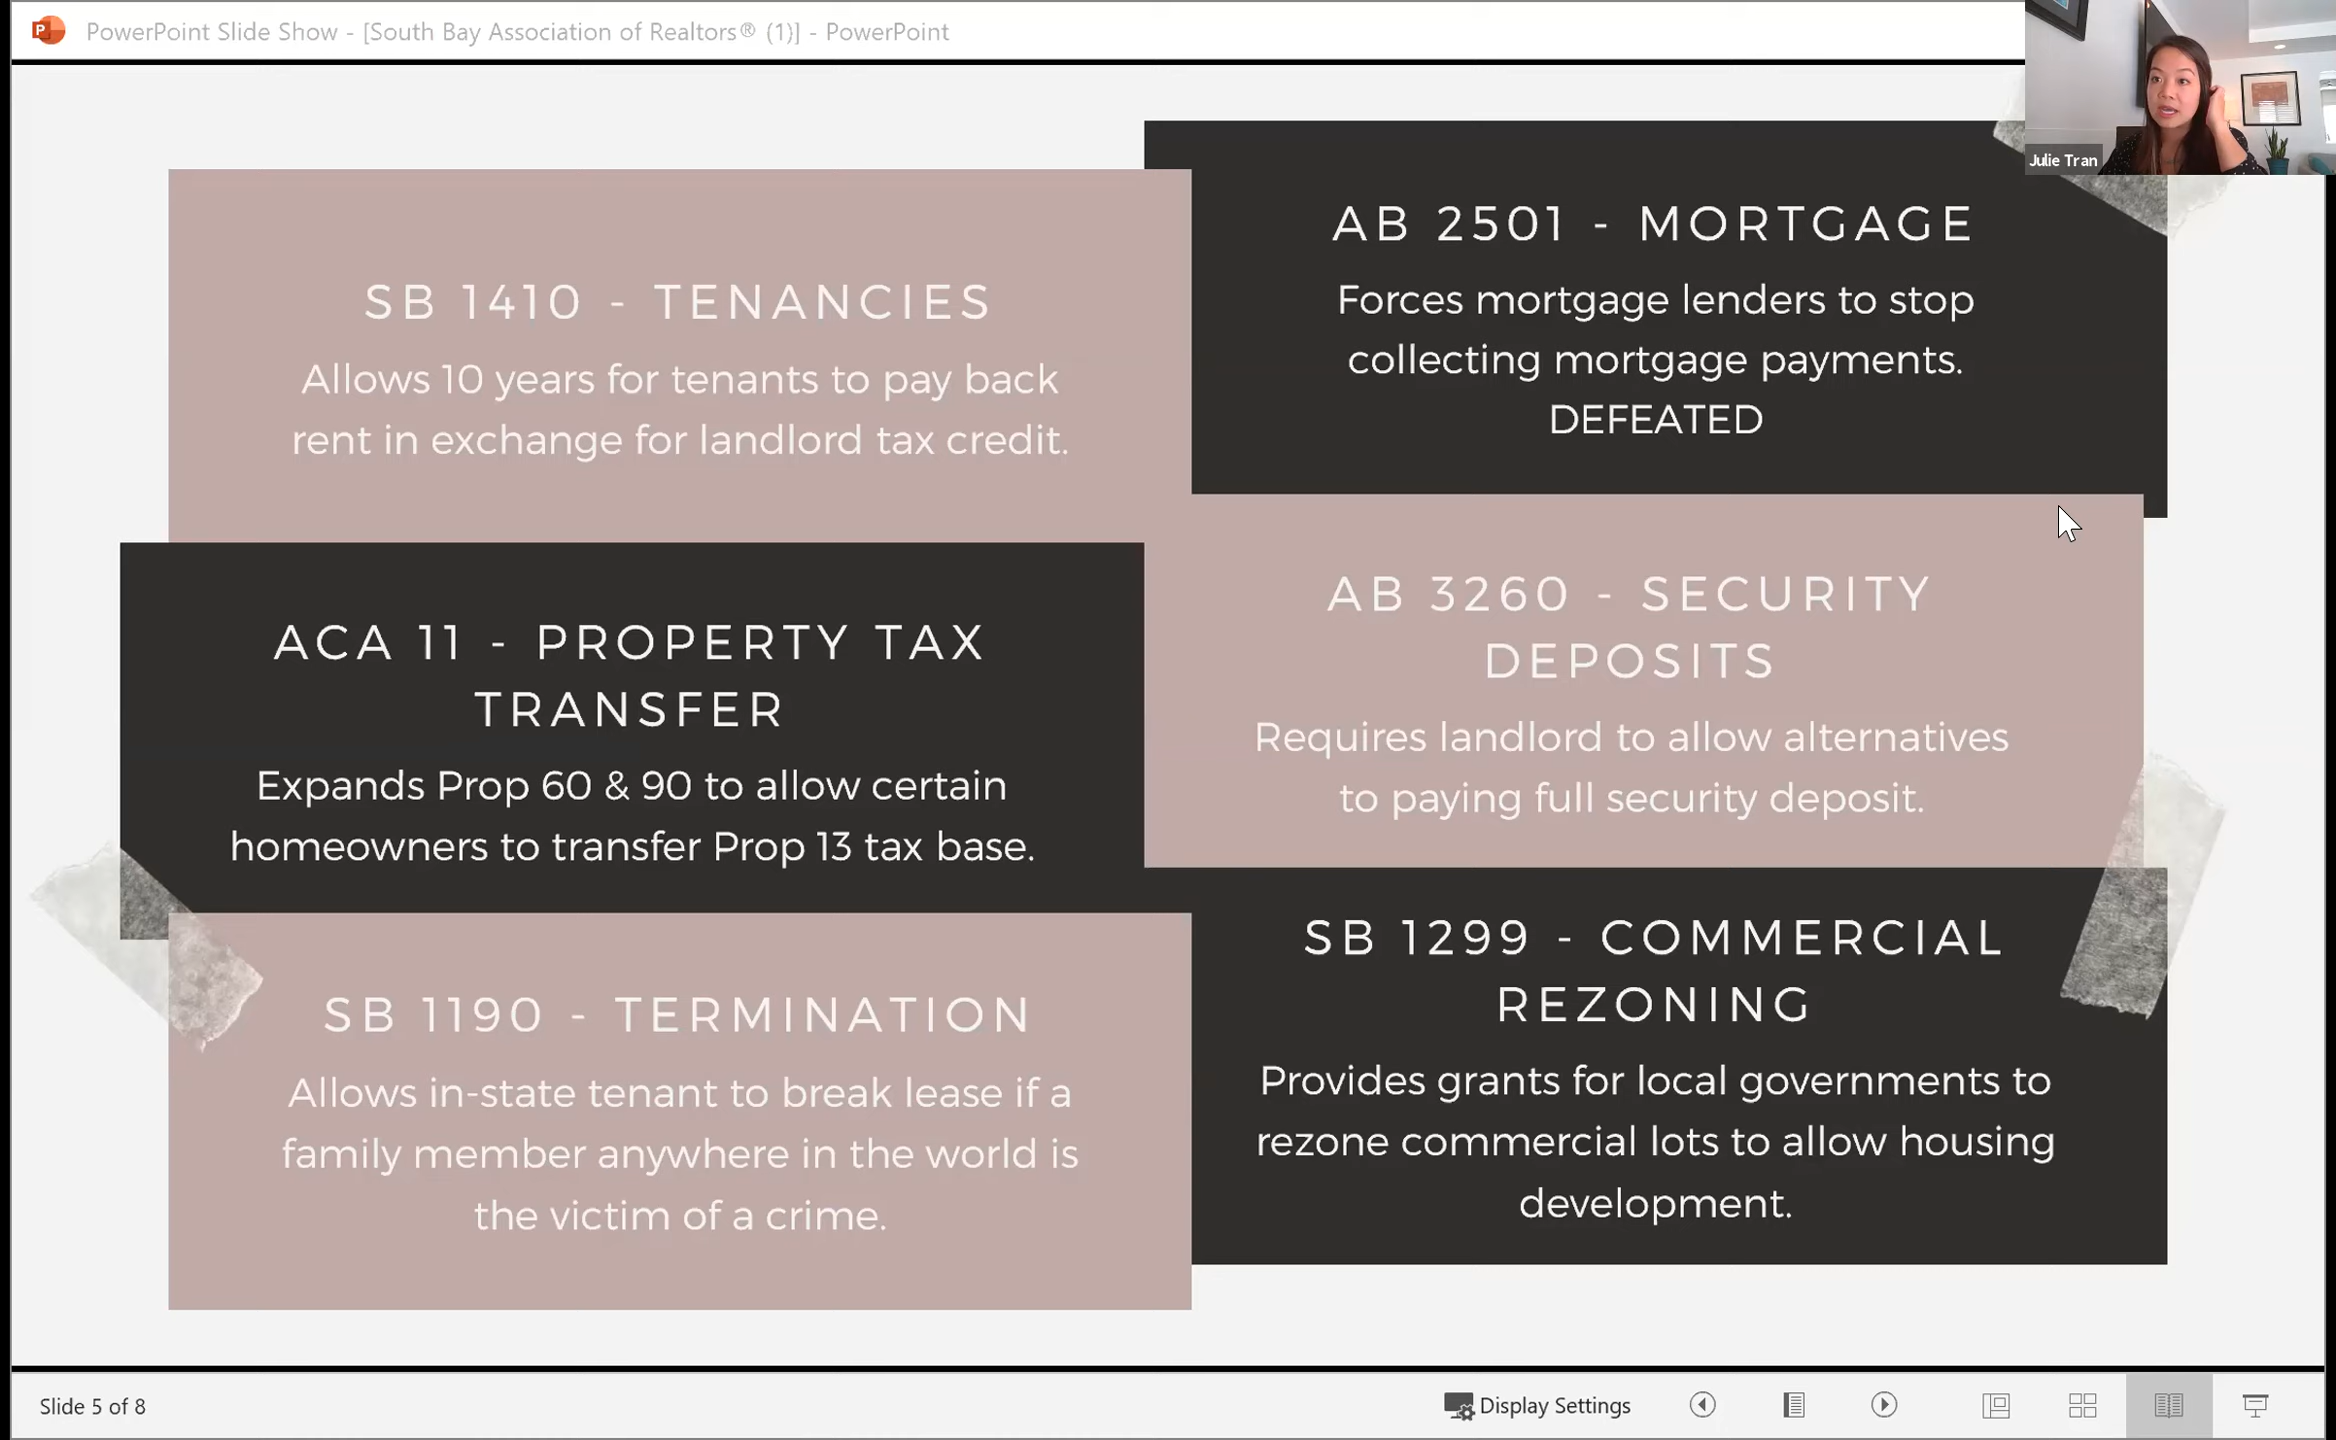 PowerPoint Slide Show - [South Bay Association of Realtors® (1)] - PowerPoint
Julie Tran
SB 1410 - TENANCIES
Allows 10 years for tenants to pay back
rent in exchange for landlord tax credit.
AB 2501 - MORTGAGE
Forces mortgage lenders to stop
collecting mortgage payments.
DEFEATED
ACA 11 - PROPERTY TAX
TRANSFER
Expands Prop 60 & 90 to allow certain
homeowners to transfer Prop 13 tax base.
AB 3260 - SECURITY
DEPOSITS
Requires landlord to allow alternatives
to paying full security deposit.
SB 1190 - TERMINATION
Allows in-state tenant to break lease if a
family member anywhere in the world is
the victim of a crime.
SB 1299 - COMMERCIAL
REZONING
Provides grants for local governments to
rezone commercial lots to allow housing
development.
Slide 5 of 8
Display Settings